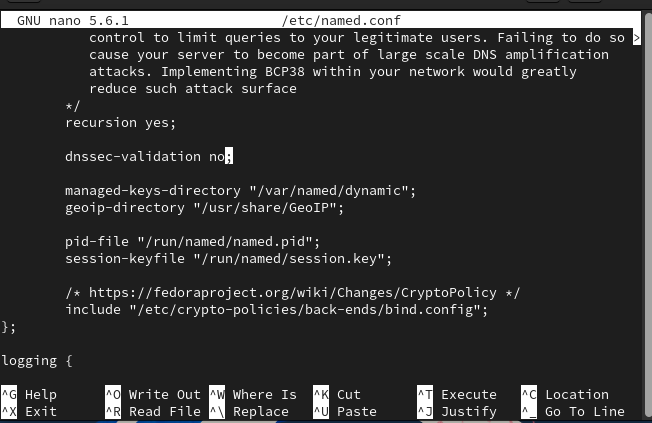 GNU nano 5.6.1 /etc/named.conf
control to limit queries to your legitimate users. Failing to do so >
cause your server to become part of large scale DNS amplification
attacks. Implementing BCP38 within your network would greatly
reduce such attack surface
*/
recursion yes;
dnssec-validation no;
managed-keys-directory "/var/named/dynamic";
geoip-directory "/usr/share/GeoIP";
pid-file "/run/named/named.pid";
session-keyfile "/run/named/session.key";
/* https://fedoraproject.org/wiki/Changes/CryptoPolicy */
include "/etc/crypto-policies/back-ends/bind.config";
};
logging {
^G Help ^O Write Out ^W Where Is ^K Cut ^T Execute ^C Location
^X Exit ^R Read File ^\ Replace ^U Paste ^J Justify ^_ Go To Line